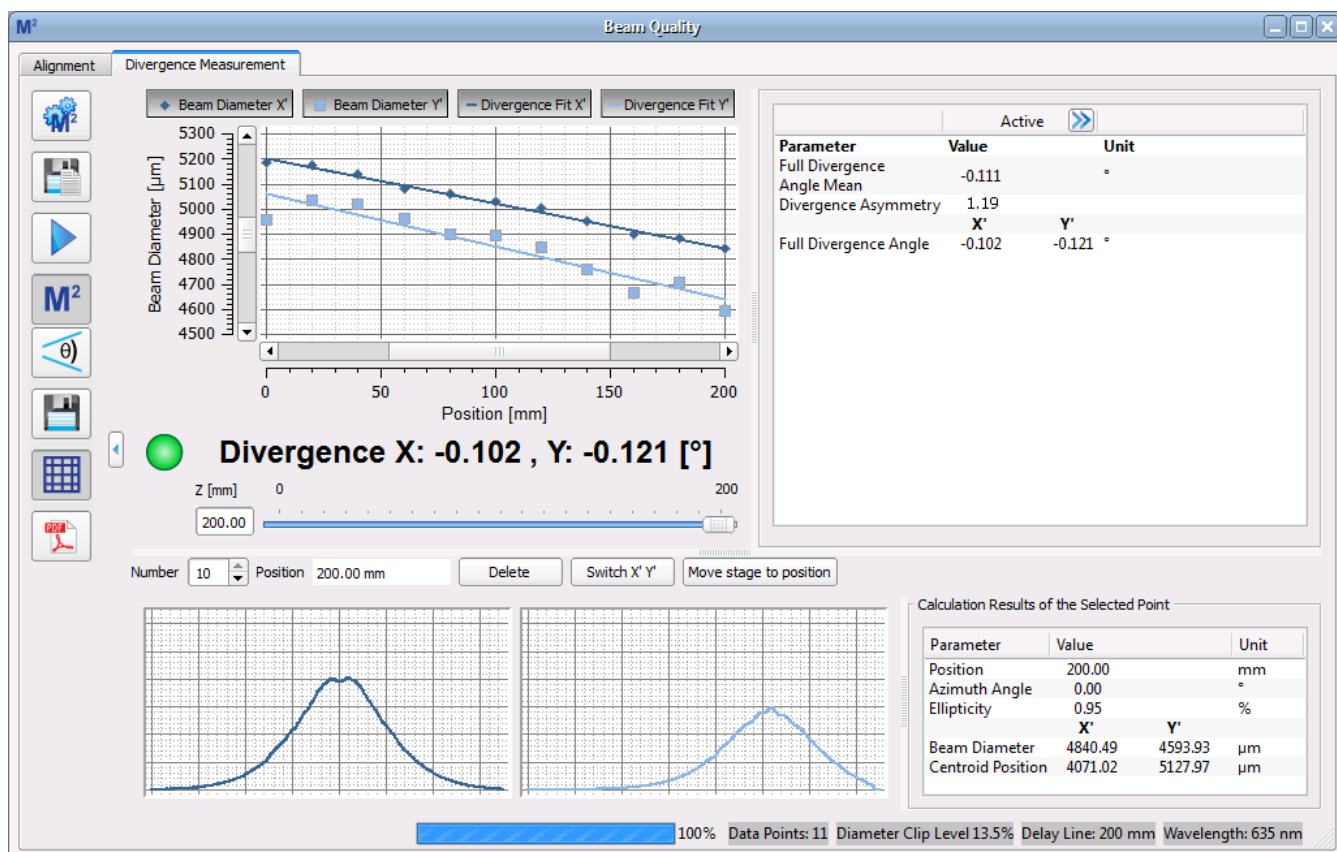 M²
Beam Quality
Alignment
Divergence Measurement
M²
M²
θ)
PDF
Beam Diameter X'
Beam Diameter Y'
Divergence Fit X'
Divergence Fit Y'
Beam Diameter [µm]
5300
5200
5100
5000
4900
4800
4700
4600
4500
0 50 100 150 200
Position [mm]
Divergence X: -0.102 , Y: -0.121 [°]
Z [mm] 0 200
200.00
Active
Parameter Value Unit
Full Divergence
Angle Mean -0.111 °
Divergence Asymmetry 1.19
X' Y'
Full Divergence Angle -0.102 -0.121 °
Number 10 Position 200.00 mm Delete Switch X' Y' Move stage to position
Calculation Results of the Selected Point
Parameter Value Unit
Position 200.00 mm
Azimuth Angle 0.00 °
Ellipticity 0.95 %
X' Y'
Beam Diameter 4840.49 4593.93 µm
Centroid Position 4071.02 5127.97 µm
100% Data Points: 11 Diameter Clip Level 13.5% Delay Line: 200 mm Wavelength: 635 nm